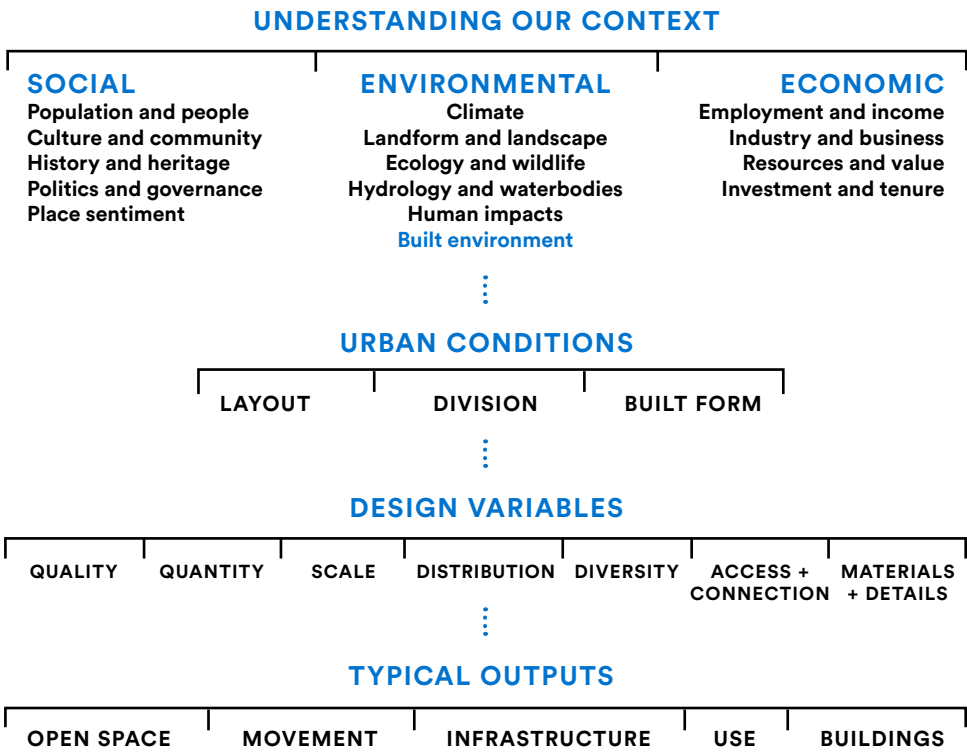 UNDERSTANDING OUR CONTEXT
SOCIAL
Population and people
Culture and community
History and heritage
Politics and governance
Place sentiment
ENVIRONMENTAL
Climate
Landform and landscape
Ecology and wildlife
Hydrology and waterbodies
Human impacts
Built environment
ECONOMIC
Employment and income
Industry and business
Resources and value
Investment and tenure
URBAN CONDITIONS
LAYOUT
DIVISION
BUILT FORM
DESIGN VARIABLES
QUALITY
QUANTITY
SCALE
DISTRIBUTION
DIVERSITY
ACCESS +
CONNECTION
MATERIALS
+ DETAILS
TYPICAL OUTPUTS
OPEN SPACE
MOVEMENT
INFRASTRUCTURE
USE
BUILDINGS